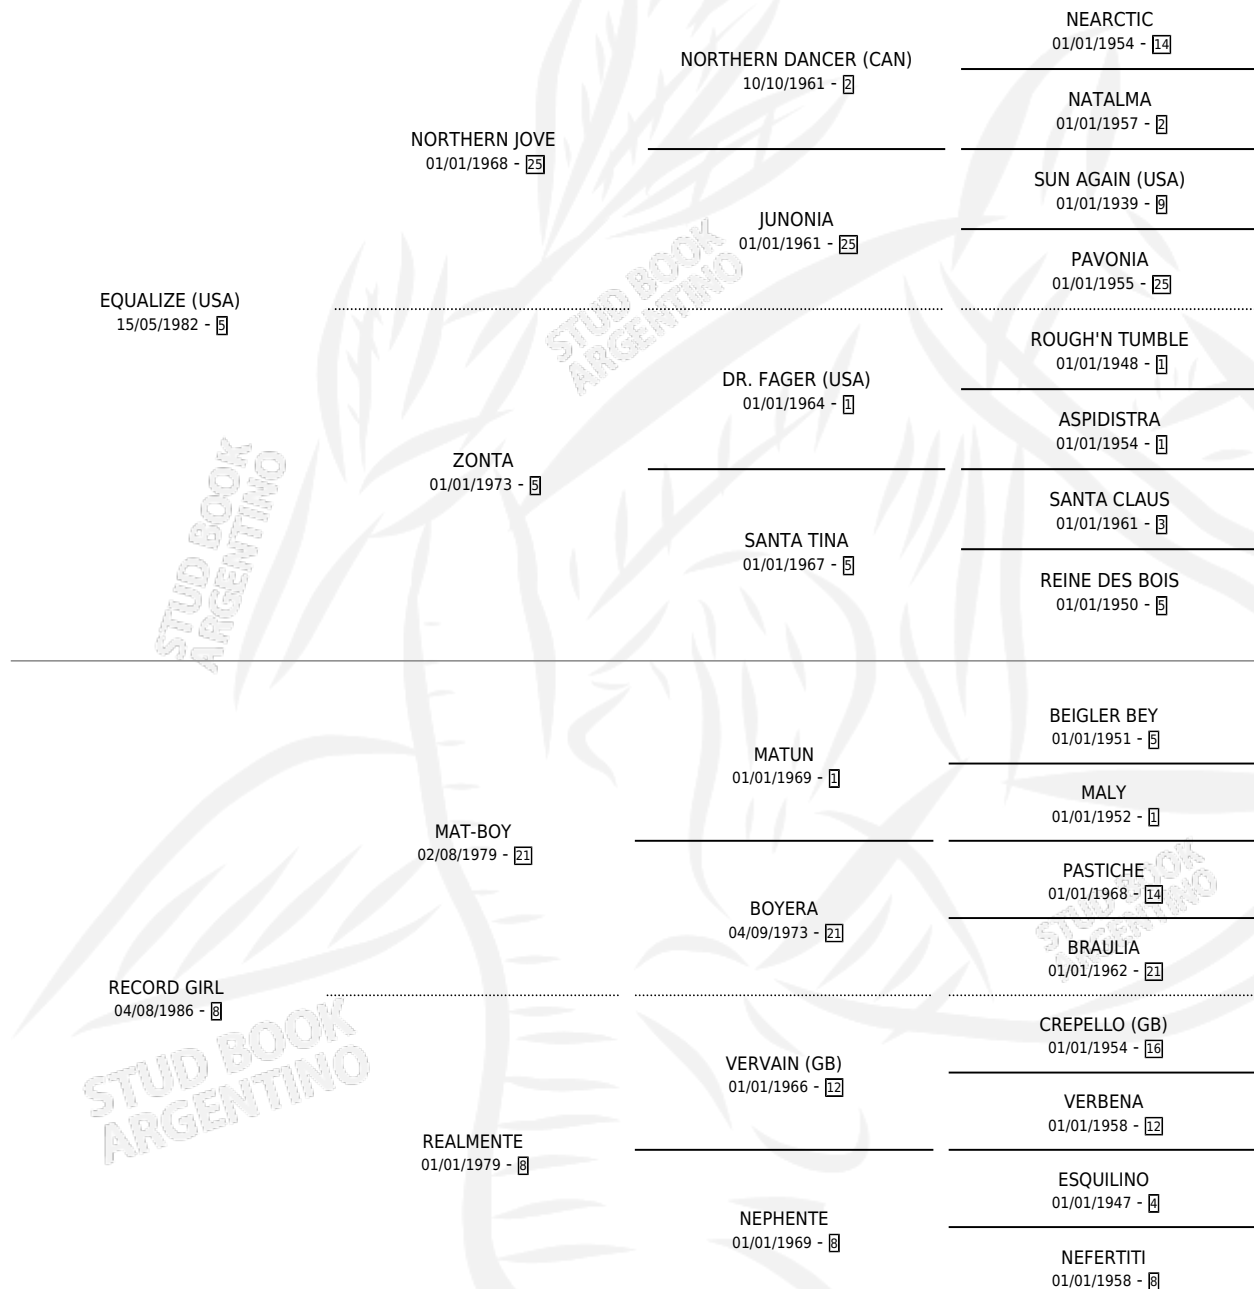 NEARCTIC
01/01/1954 - 14
NORTHERN DANCER (CAN)
10/10/1961 - 2
NATALMA
01/01/1957 - 2
NORTHERN JOVE
01/01/1968 - 25
SUN AGAIN (USA)
01/01/1939 - 9
JUNONIA
01/01/1961 - 25
PAVONIA
01/01/1955 - 25
EQUALIZE (USA)
15/05/1982 - 5
STUD BOOK
ARGENTINO
ROUGH'N TUMBLE
01/01/1948 - 1
DR. FAGER (USA)
01/01/1964 - 1
ASPIDISTRA
01/01/1954 - 1
ZONTA
01/01/1973 - 5
SANTA CLAUS
01/01/1961 - 3
SANTA TINA
01/01/1967 - 5
REINE DES BOIS
01/01/1950 - 5
STUD BOOK
ARGENTINO
BEIGLER BEY
01/01/1951 - 5
MATUN
01/01/1969 - 1
MALY
01/01/1952 - 1
MAT-BOY
02/08/1979 - 21
PASTICHE
01/01/1968 - 14
BOYERA
04/09/1973 - 21
BRAULIA
01/01/1962 - 21
STUD BOOK
ARGENTINO
RECORD GIRL
04/08/1986 - 8
CREPELLO (GB)
01/01/1954 - 16
VERVAIN (GB)
01/01/1966 - 12
VERBENA
01/01/1958 - 12
STUD BOOK
ARGENTINO
REALMENTE
01/01/1979 - 8
ESQUILINO
01/01/1947 - 4
NEPHENTE
01/01/1969 - 8
NEFERTITI
01/01/1958 - 8